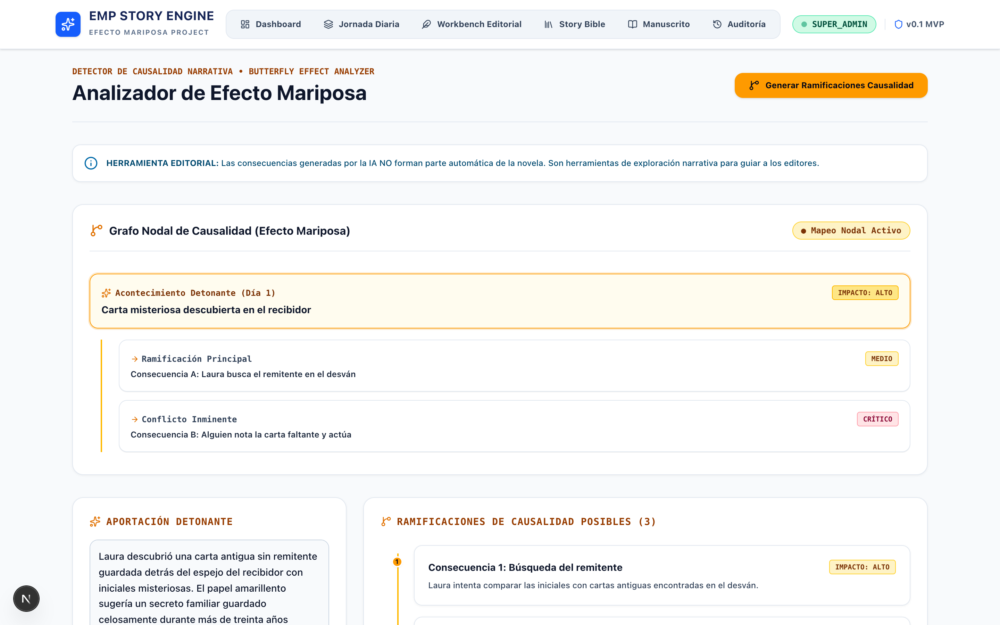 EMP STORY ENGINE
EFECTO MARIPOSA PROJECT
Dashboard
Jornada Diaria
Workbench Editorial
Story Bible
Manuscrito
Auditoría
SUPER_ADMIN
v0.1 MVP
DETECTOR DE CAUSALIDAD NARRATIVA • BUTTERFLY EFFECT ANALYZER
Analizador de Efecto Mariposa
Generar Ramificaciones Causalidad
HERRAMIENTA EDITORIAL: Las consecuencias generadas por la IA NO forman parte automática de la novela. Son herramientas de exploración narrativa para guiar a los editores.
Grafo Nodal de Causalidad (Efecto Mariposa)
● Mapeo Nodal Activo
Acontecimiento Detonante (Día 1)
IMPACTO: ALTO
Carta misteriosa descubierta en el recibidor
→ Ramificación Principal
MEDIO
Consecuencia A: Laura busca el remitente en el desván
→ Conflicto Inminente
CRÍTICO
Consecuencia B: Alguien nota la carta faltante y actúa
APORTACIÓN DETONANTE
Laura descubrió una carta antigua sin remitente
guardada detrás del espejo del recibidor con
iniciales misteriosas. El papel amarillento
sugería un secreto familiar guardado
celosamente durante más de treinta años
RAMIFICACIONES DE CAUSALIDAD POSIBLES (3)
1
Consecuencia 1: Búsqueda del remitente
IMPACTO: ALTO
Laura intenta comparar las iniciales con cartas antiguas encontradas en el desván.
N